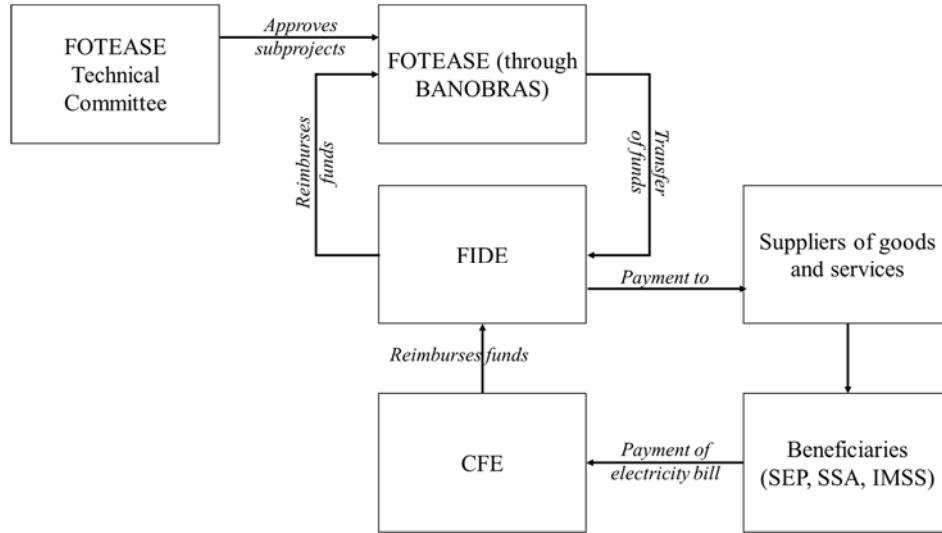 FOTEASE
Technical
Committee
Approves
subprojects
FOTEASE (through
BANOBRAS)
Reimburses
funds
Transfer
of funds
FIDE
Payment to
Suppliers of goods
and services
Reimburses funds
CFE
Payment of
electricity bill
Beneficiaries
(SEP, SSA, IMSS)